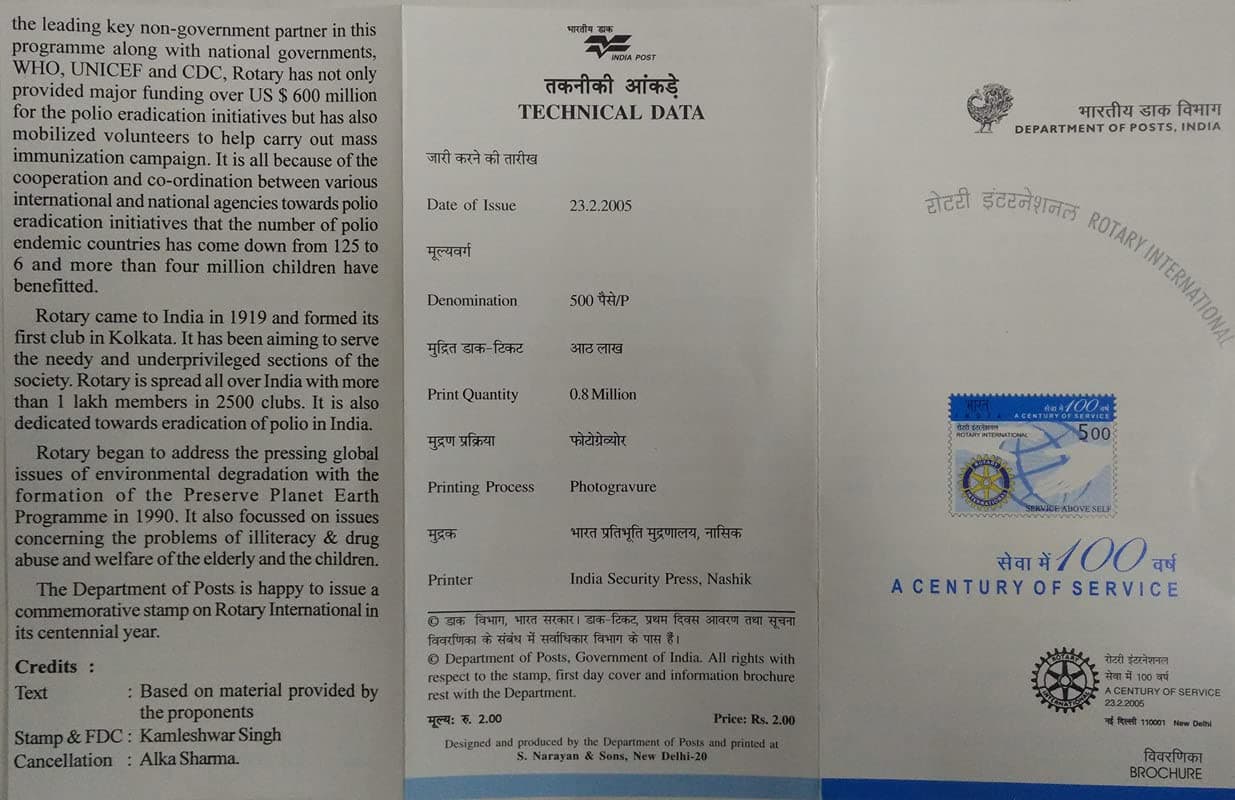 the leading key non-government partner in this
programme along with national governments,
WHO, UNICEF and CDC, Rotary has not only
provided major funding over US $ 600 million
for the polio eradication initiatives but has also
mobilized volunteers to help carry out mass
immunization campaign. It is all because of the
cooperation and co-ordination between various
international and national agencies towards polio
eradication initiatives that the number of polio
endemic countries has come down from 125 to
6 and more than four million children have
benefitted.
Rotary came to India in 1919 and formed its
first club in Kolkata. It has been aiming to serve
the needy and underprivileged sections of the
society. Rotary is spread all over India with more
than 1 lakh members in 2500 clubs. It is also
dedicated towards eradication of polio in India.
Rotary began to address the pressing global
issues of environmental degradation with the
formation of the Preserve Planet Earth
Programme in 1990. It also focussed on issues
concerning the problems of illiteracy & drug
abuse and welfare of the elderly and the children.
The Department of Posts is happy to issue a
commemorative stamp on Rotary International in
its centennial year.
Credits :
Text : Based on material provided by
the proponents
Stamp & FDC : Kamleshwar Singh
Cancellation : Alka Sharma.
भारतीय डाक
INDIA POST
तकनीकी आंकड़े
TECHNICAL DATA
जारी करने की तारीख
Date of Issue 23.2.2005
मूल्यवर्ग
Denomination 500 पैसे/P
मुद्रित डाक-टिकट आठ लाख
Print Quantity 0.8 Million
मुद्रण प्रक्रिया फोटोग्रेव्योर
Printing Process Photogravure
मुद्रक भारत प्रतिभूति मुद्रणालय, नासिक
Printer India Security Press, Nashik
© डाक विभाग, भारत सरकार। डाक-टिकट, प्रथम दिवस आवरण तथा सूचना
विवरणिका के संबंध में सर्वाधिकार विभाग के पास हैं।
© Department of Posts, Government of India. All rights with
respect to the stamp, first day cover and information brochure
rest with the Department.
मूल्य: रु. 2.00 Price: Rs. 2.00
Designed and produced by the Department of Posts and printed at
S. Narayan & Sons, New Delhi-20
भारतीय डाक विभाग
DEPARTMENT OF POSTS, INDIA
रोटरी इंटरनेशनल ROTARY INTERNATIONAL
भारत सेवा में 100 वर्ष
INDIA A CENTURY OF SERVICE
रोटरी इंटरनेशनल 500
ROTARY INTERNATIONAL
ROTARY
INTERNATIONAL
SERVICE ABOVE SELF
सेवा में 100 वर्ष
A CENTURY OF SERVICE
ROTARY
INTERNATIONAL
रोटरी इंटरनेशनल
सेवा में 100 वर्ष
A CENTURY OF SERVICE
23.2.2005
नई दिल्ली 110001 New Delhi
विवरणिका
BROCHURE